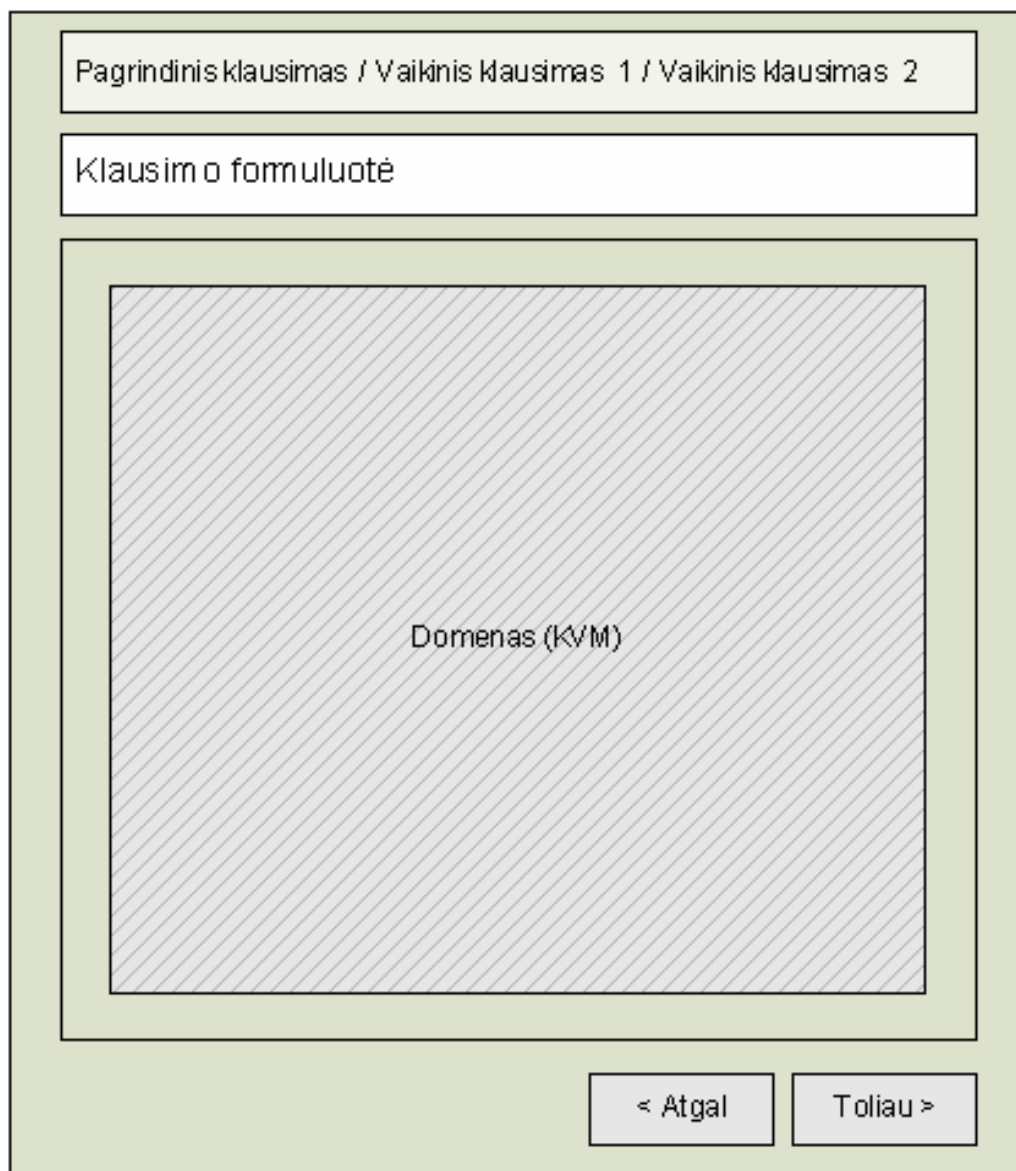 Pagrindinis klausimas / Vaikinis klausimas 1 / Vaikinis klausimas 2
Klausimo formuluotė
Domenas (KVM)
< Atgal
Toliau >